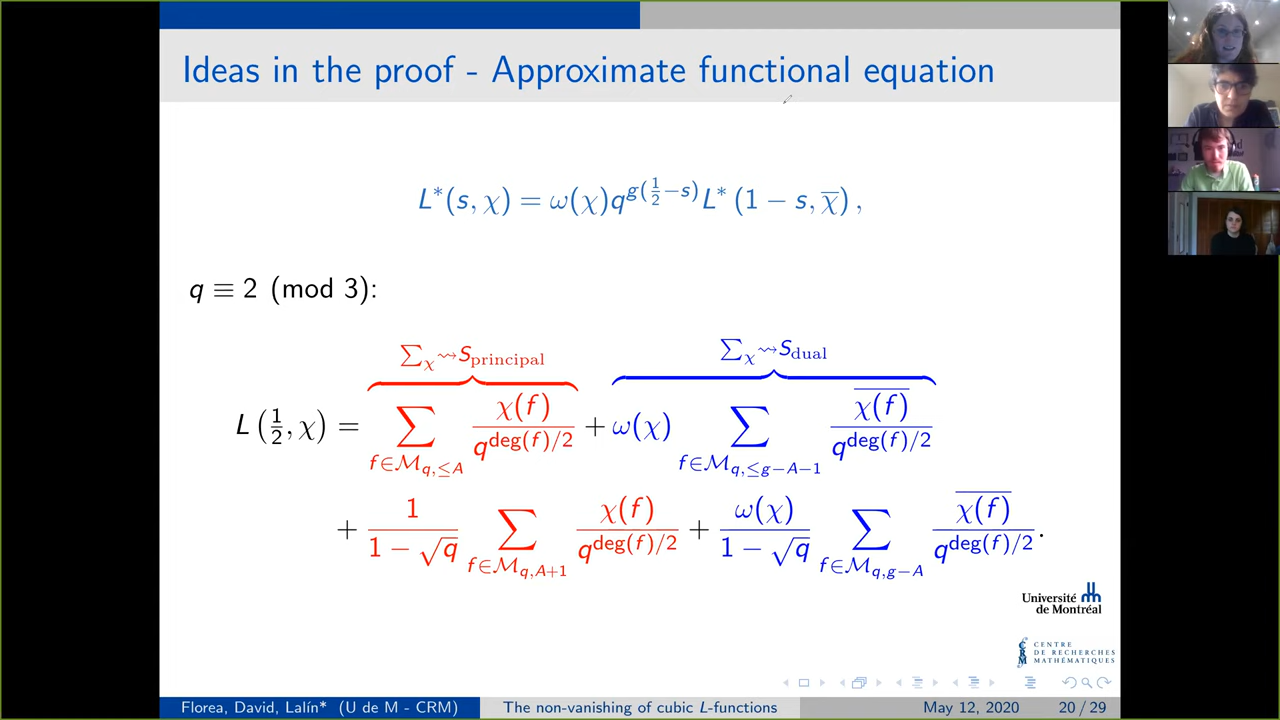 Ideas in the proof - Approximate functional equation
L*(s, χ) = ω(χ)q^{g(1/2−s)} L* (1 − s, χ̅) ,
q ≡ 2 (mod 3):
∑_χ ⇝ S_principal ∑_χ ⇝ S_dual
L (1/2, χ) = ∑_{f∈M_{q,≤A}} χ(f)/q^{deg(f)/2} + ω(χ) ∑_{f∈M_{q,≤g−A−1}} \overline{χ(f)}/q^{deg(f)/2}
+ 1/(1 − √q) ∑_{f∈M_{q,A+1}} χ(f)/q^{deg(f)/2} + ω(χ)/(1 − √q) ∑_{f∈M_{q,g−A}} \overline{χ(f)}/q^{deg(f)/2}.
Université
de Montréal
CRM
CENTRE
DE RECHERCHES
MATHÉMATIQUES
Florea, David, Lalín* (U de M - CRM) The non-vanishing of cubic L-functions May 12, 2020 20 / 29